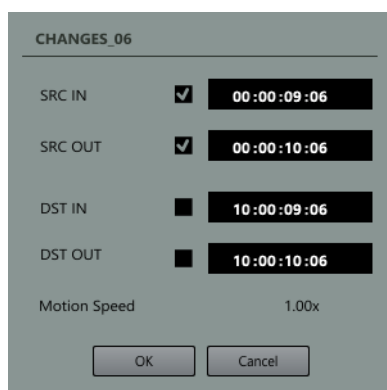 CHANGES_06
SRC IN 00:00:09:06
SRC OUT 00:00:10:06
DST IN 10:00:09:06
DST OUT 10:00:10:06
Motion Speed 1.00x
OK Cancel